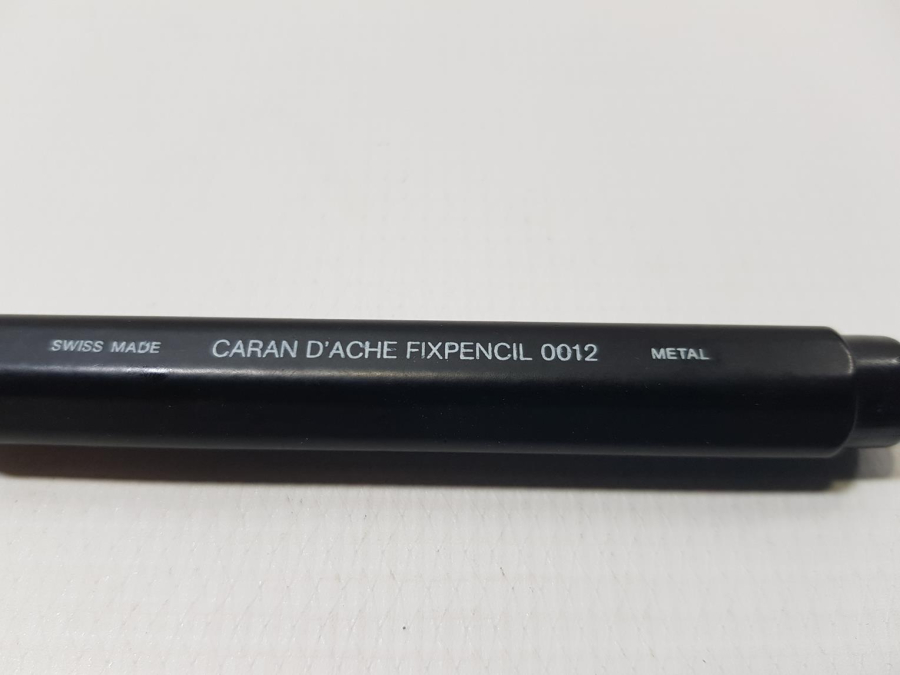 SWISS MADE CARAN D'ACHE FIXPENCIL 0012 METAL